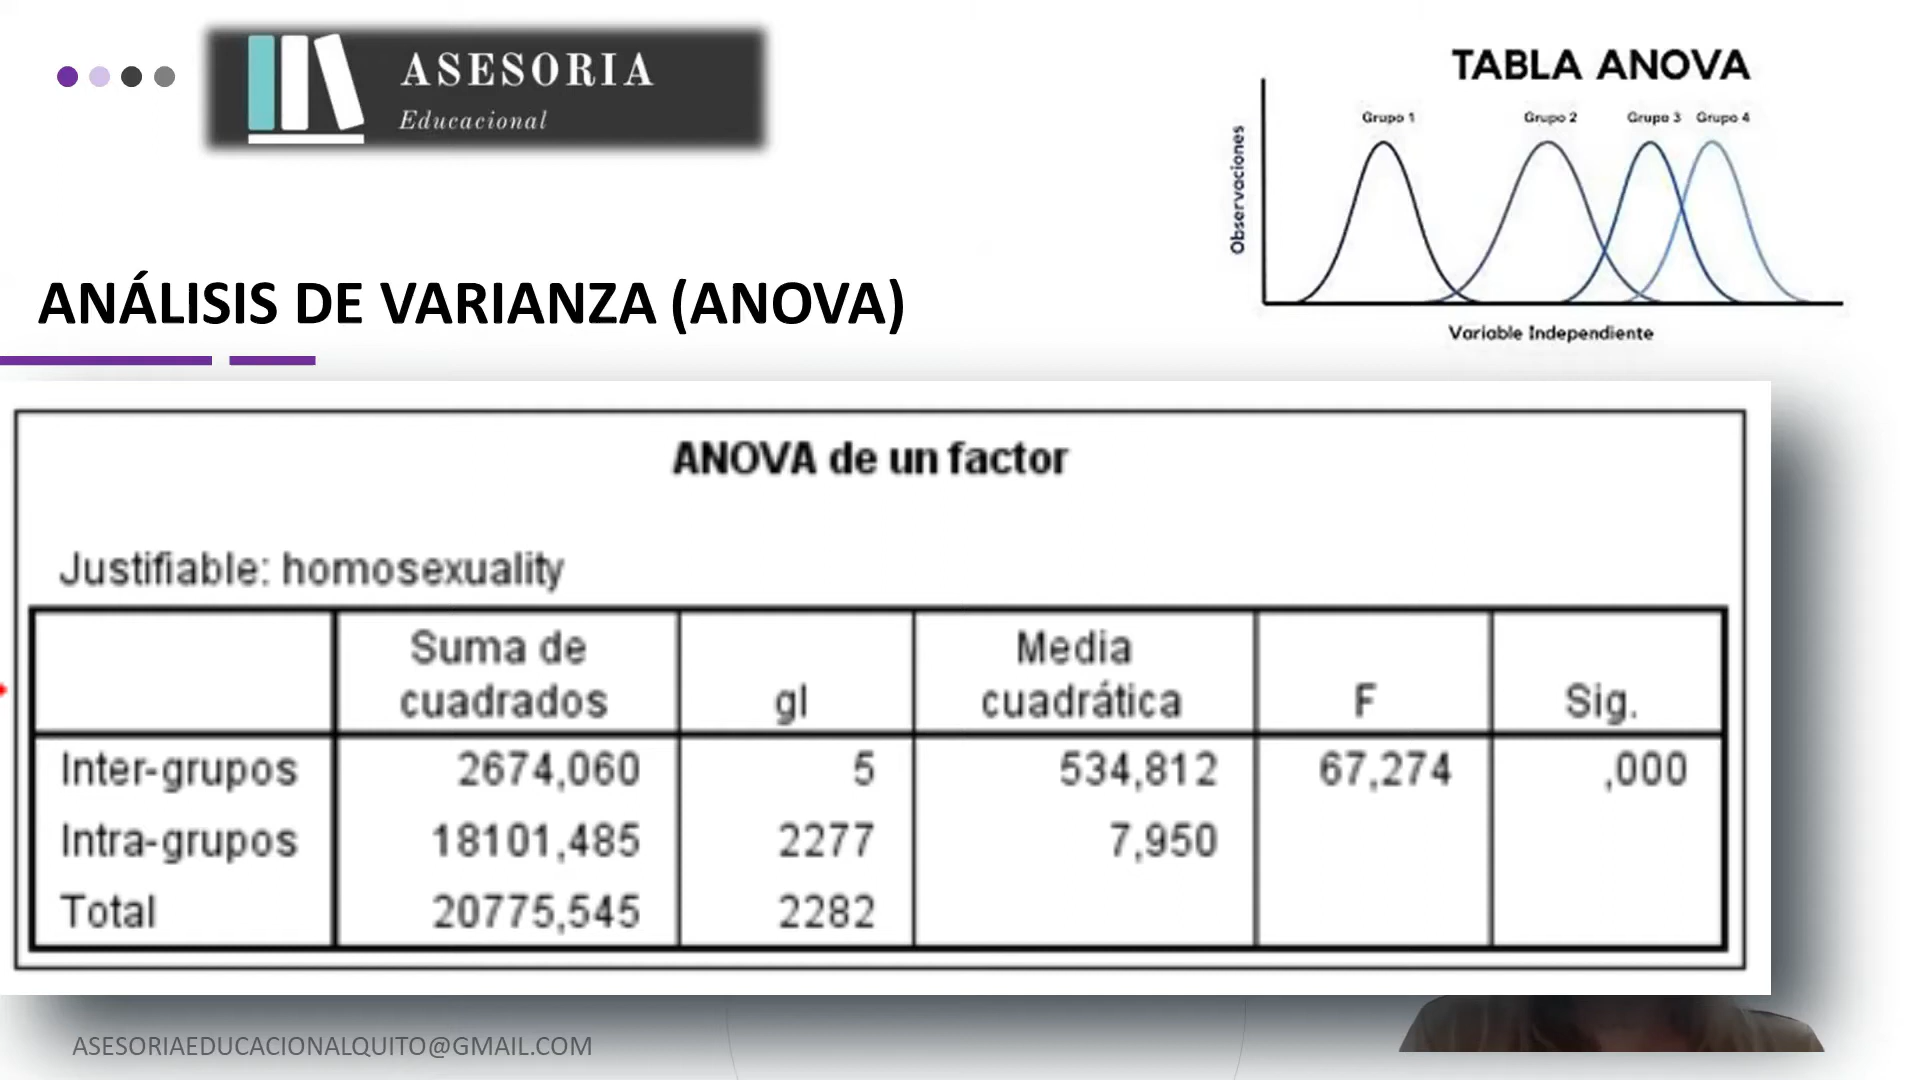 ASESORIA
Educacional
TABLA ANOVA
Grupo 1 Grupo 2 Grupo 3 Grupo 4
Observaciones
Variable Independiente
ANÁLISIS DE VARIANZA (ANOVA)
ANOVA de un factor
Justifiable: homosexuality
Suma de cuadrados gl Media cuadrática F Sig.
Inter-grupos 2674,060 5 534,812 67,274 ,000
Intra-grupos 18101,485 2277 7,950
Total 20775,545 2282
ASESORIAEDUCACIONALQUITO@GMAIL.COM